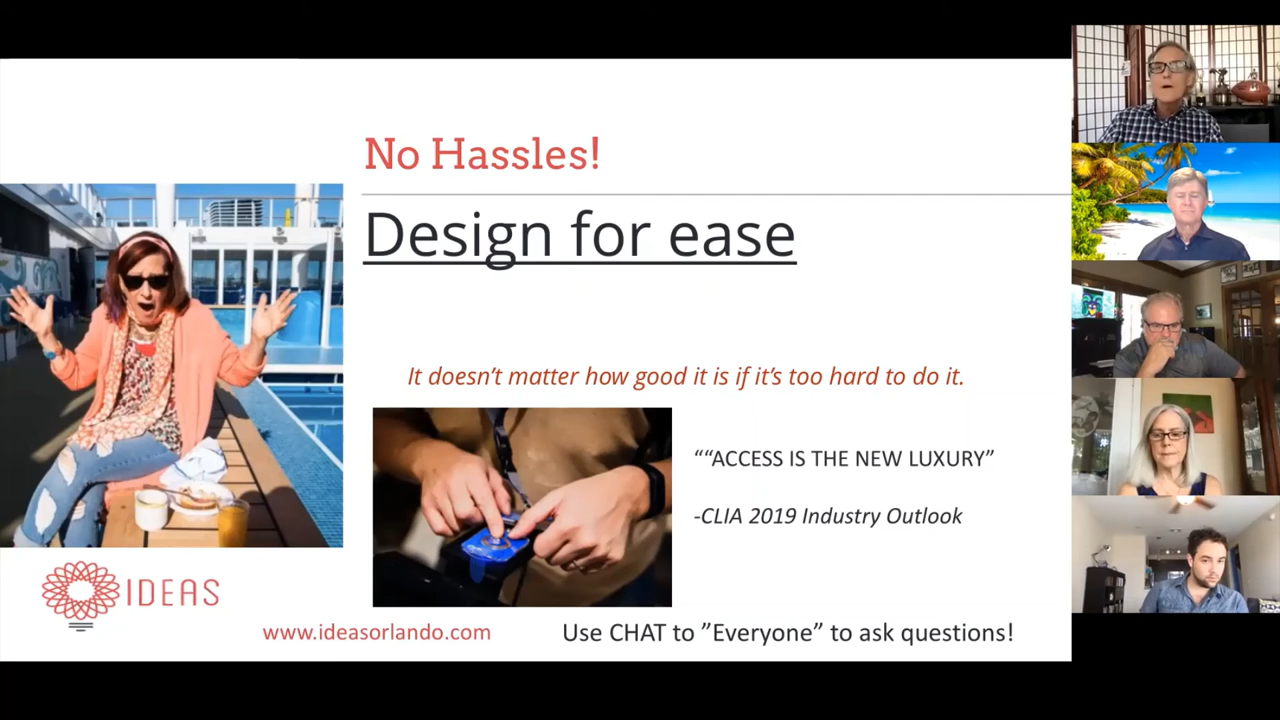 No Hassles!
Design for ease
It doesn’t matter how good it is if it’s too hard to do it.
““ACCESS IS THE NEW LUXURY”
-CLIA 2019 Industry Outlook
IDEAS
www.ideasorlando.com
Use CHAT to ”Everyone” to ask questions!